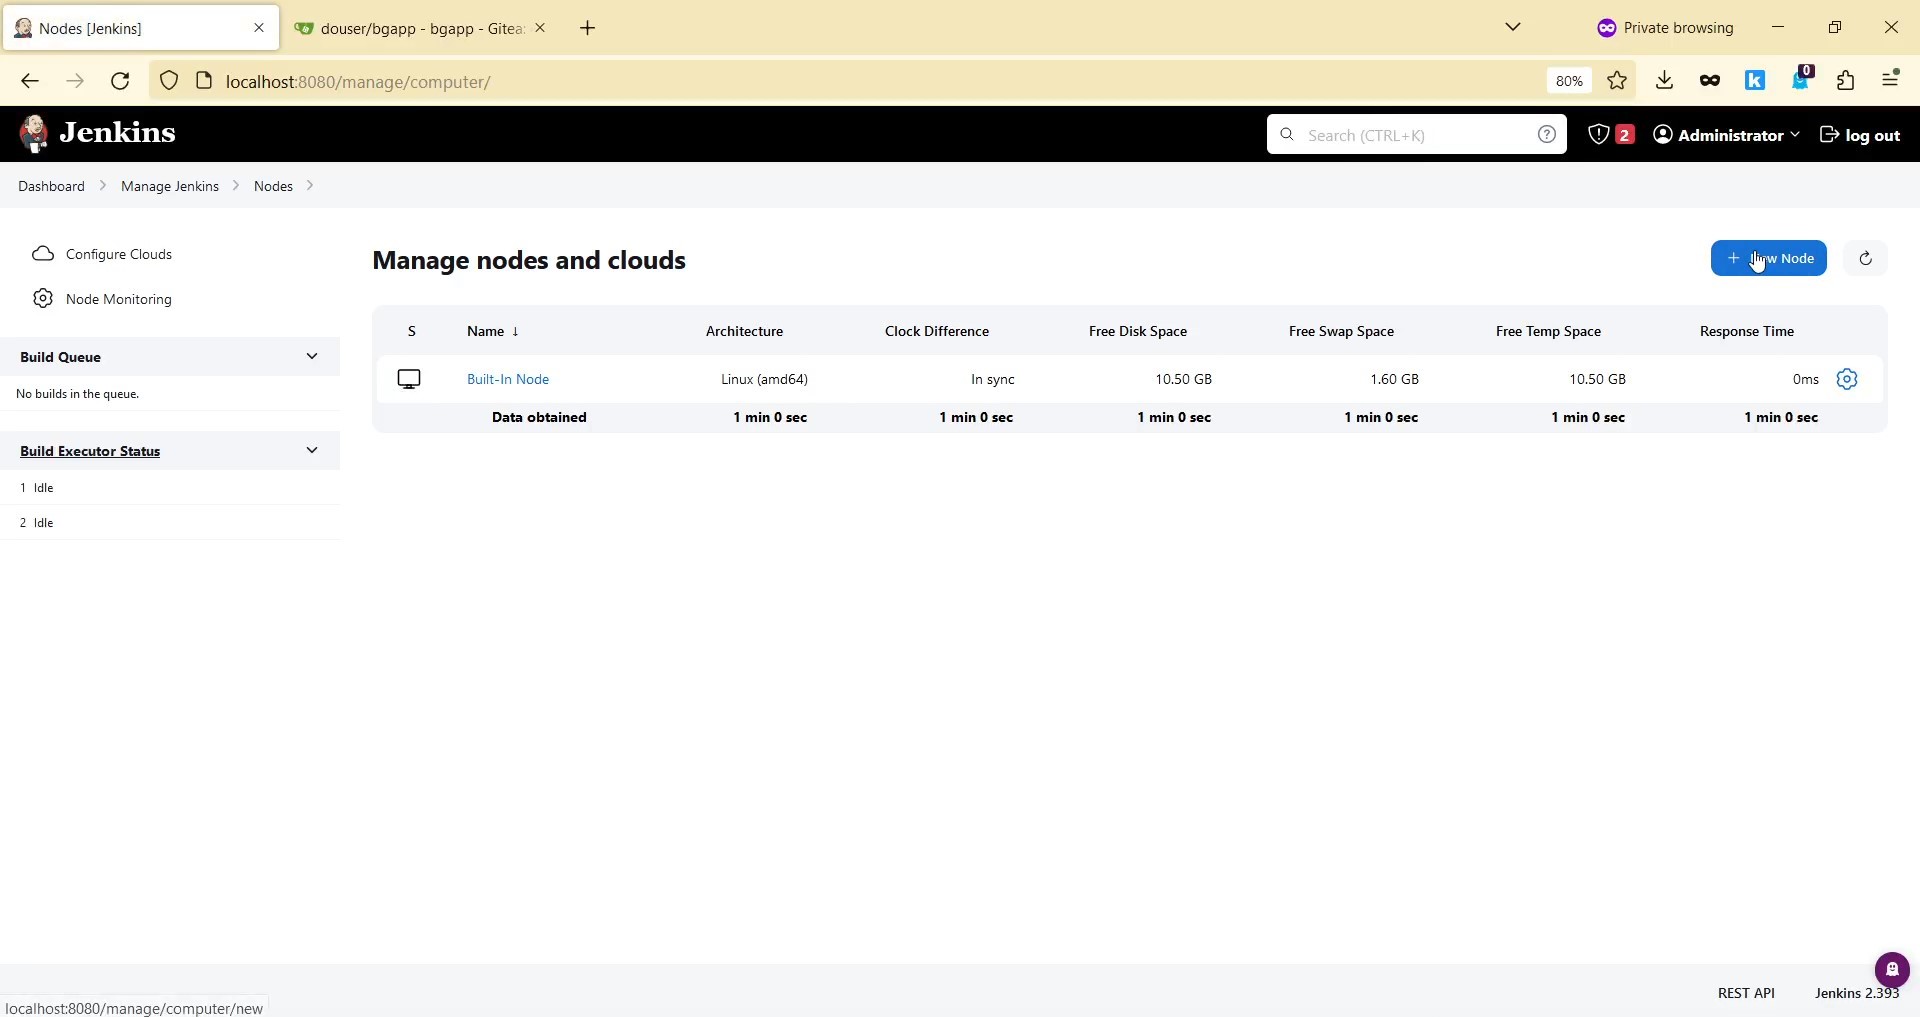 Nodes [Jenkins]
douser/bgapp - bgapp - Gitea:
Private browsing
localhost:8080/manage/computer/
80%
0
Jenkins
Search (CTRL+K)
2
Administrator
log out
Dashboard
Manage Jenkins
Nodes
Configure Clouds
Node Monitoring
Manage nodes and clouds
Node
Build Queue
No builds in the queue.
Build Executor Status
1 Idle
2 Idle
S Name ↓ Architecture Clock Difference Free Disk Space Free Swap Space Free Temp Space Response Time
Built-In Node Linux (amd64) In sync 10.50 GB 1.60 GB 10.50 GB 0ms
Data obtained 1 min 0 sec 1 min 0 sec 1 min 0 sec 1 min 0 sec 1 min 0 sec 1 min 0 sec
REST API
Jenkins 2.393
localhost:8080/manage/computer/new